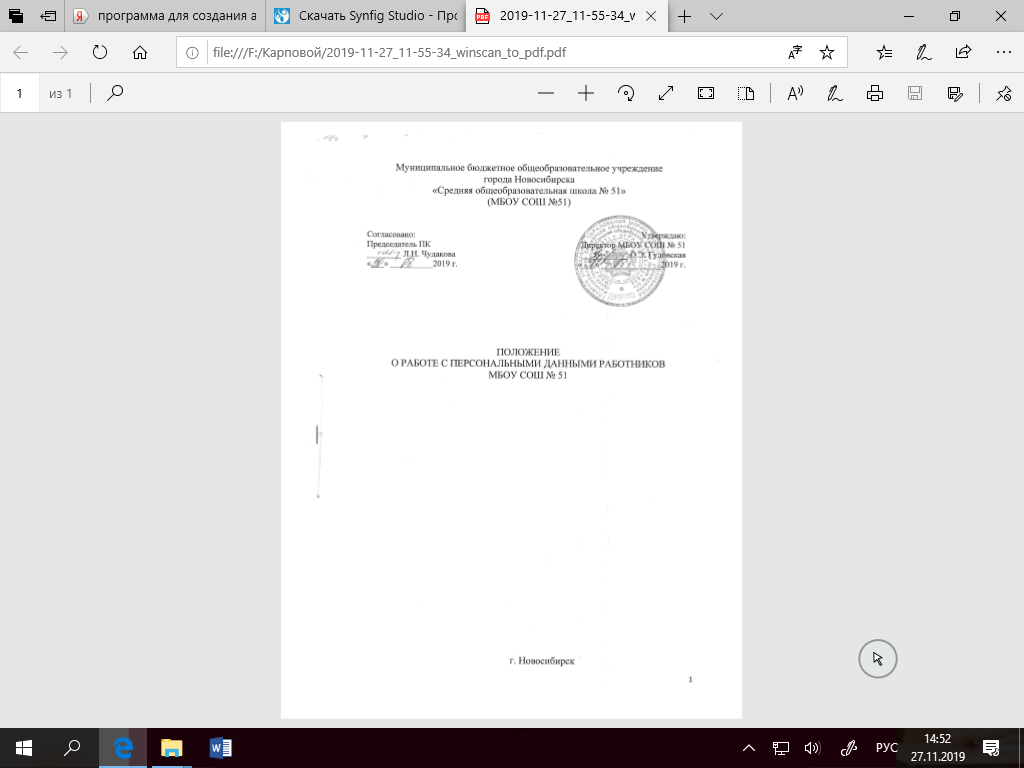 программа для создания а
Скачать Synfig Studio - Про
2019-11-27_11-55-34_w
file:///F:/Карповой/2019-11-27_11-55-34_winscan_to_pdf.pdf
1 из 1
Муниципальное бюджетное общеобразовательное учреждение
города Новосибирска
«Средняя общеобразовательная школа № 51»
(МБОУ СОШ №51)
Согласовано:
Председатель ПК
Л.Н. Чудакова
2019 г.
Утверждаю:
Директор МБОУ СОШ № 51
О.Э. Гудовская
2019 г.
ПОЛОЖЕНИЕ
О РАБОТЕ С ПЕРСОНАЛЬНЫМИ ДАННЫМИ РАБОТНИКОВ
МБОУ СОШ № 51
г. Новосибирск
1
РУС
14:52
27.11.2019